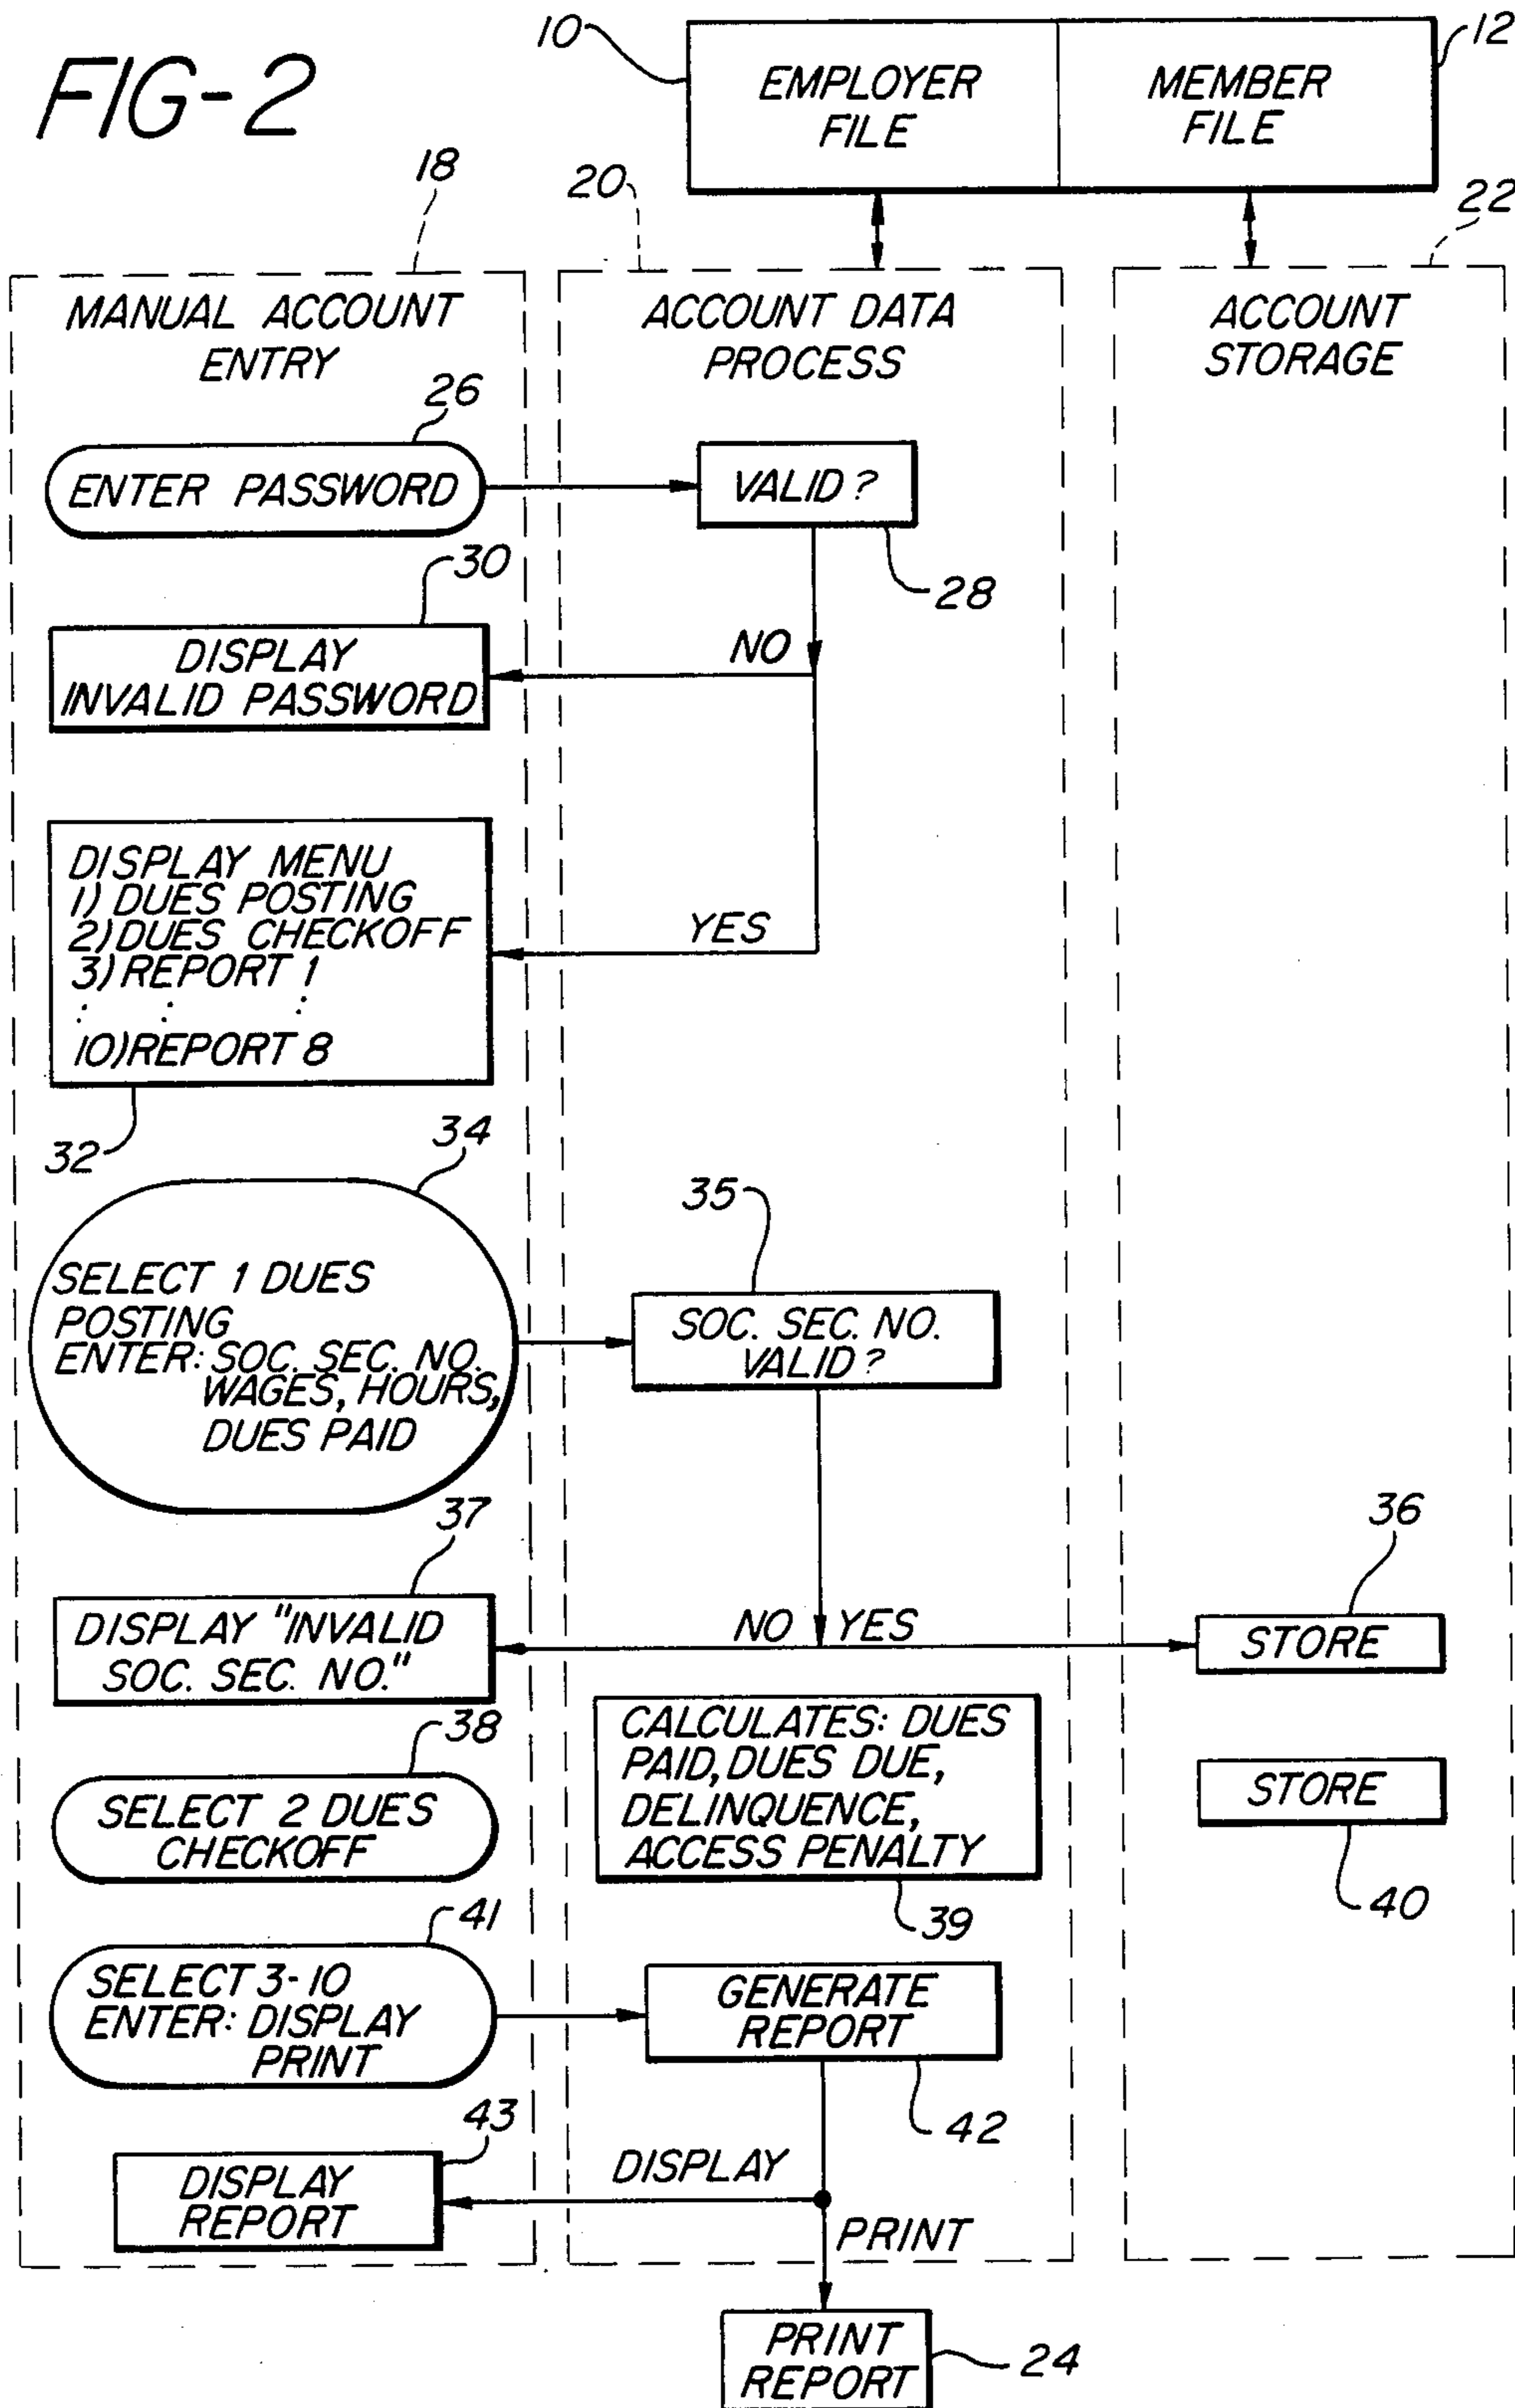 FIG-2
10
EMPLOYER
FILE
MEMBER
FILE
12
18
20
22
MANUAL ACCOUNT
ENTRY
ACCOUNT DATA
PROCESS
ACCOUNT
STORAGE
26
ENTER PASSWORD
VALID?
28
30
DISPLAY
INVALID PASSWORD
NO
DISPLAY MENU
1) DUES POSTING
2) DUES CHECKOFF
3) REPORT 1
: : :
10) REPORT 8
YES
32
34
SELECT 1 DUES
POSTING
ENTER: SOC. SEC. NO.
WAGES, HOURS,
DUES PAID
35
SOC. SEC. NO.
VALID?
37
DISPLAY "INVALID
SOC. SEC. NO."
NO YES
36
STORE
38
SELECT 2 DUES
CHECKOFF
CALCULATES: DUES
PAID, DUES DUE,
DELINQUENCE,
ACCESS PENALTY
39
STORE
40
41
SELECT 3-10
ENTER: DISPLAY
PRINT
GENERATE
REPORT
42
43
DISPLAY
REPORT
DISPLAY
PRINT
PRINT
REPORT
24